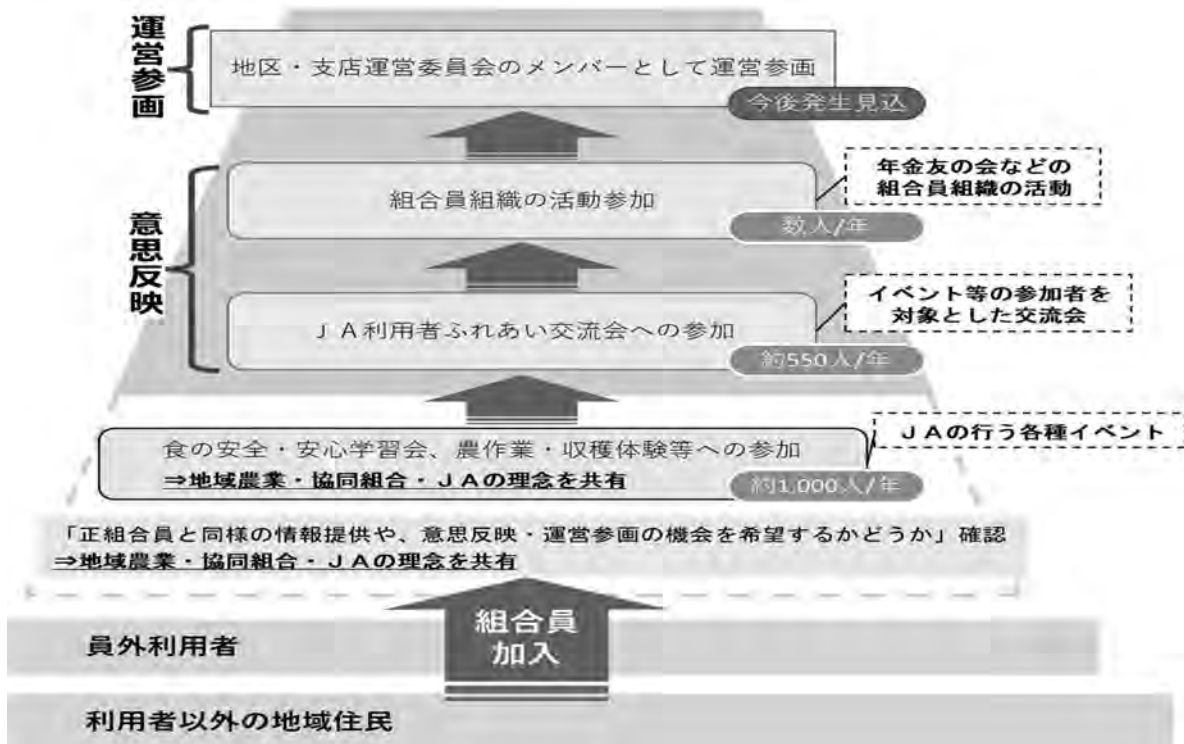 運営参画
地区・支店運営委員会のメンバーとして運営参画
今後発生見込
意思反映
組合員組織の活動参加
数人/年
年金友の会などの
組合員組織の活動
ＪＡ利用者ふれあい交流会への参加
約550人/年
イベント等の参加者を
対象とした交流会
食の安全・安心学習会、農作業・収穫体験等への参加
⇒地域農業・協同組合・ＪＡの理念を共有
約1,000人/年
ＪＡの行う各種イベント
「正組合員と同様の情報提供や、意思反映・運営参画の機会を希望するかどうか」確認
⇒地域農業・協同組合・ＪＡの理念を共有
組合員
加入
員外利用者
利用者以外の地域住民